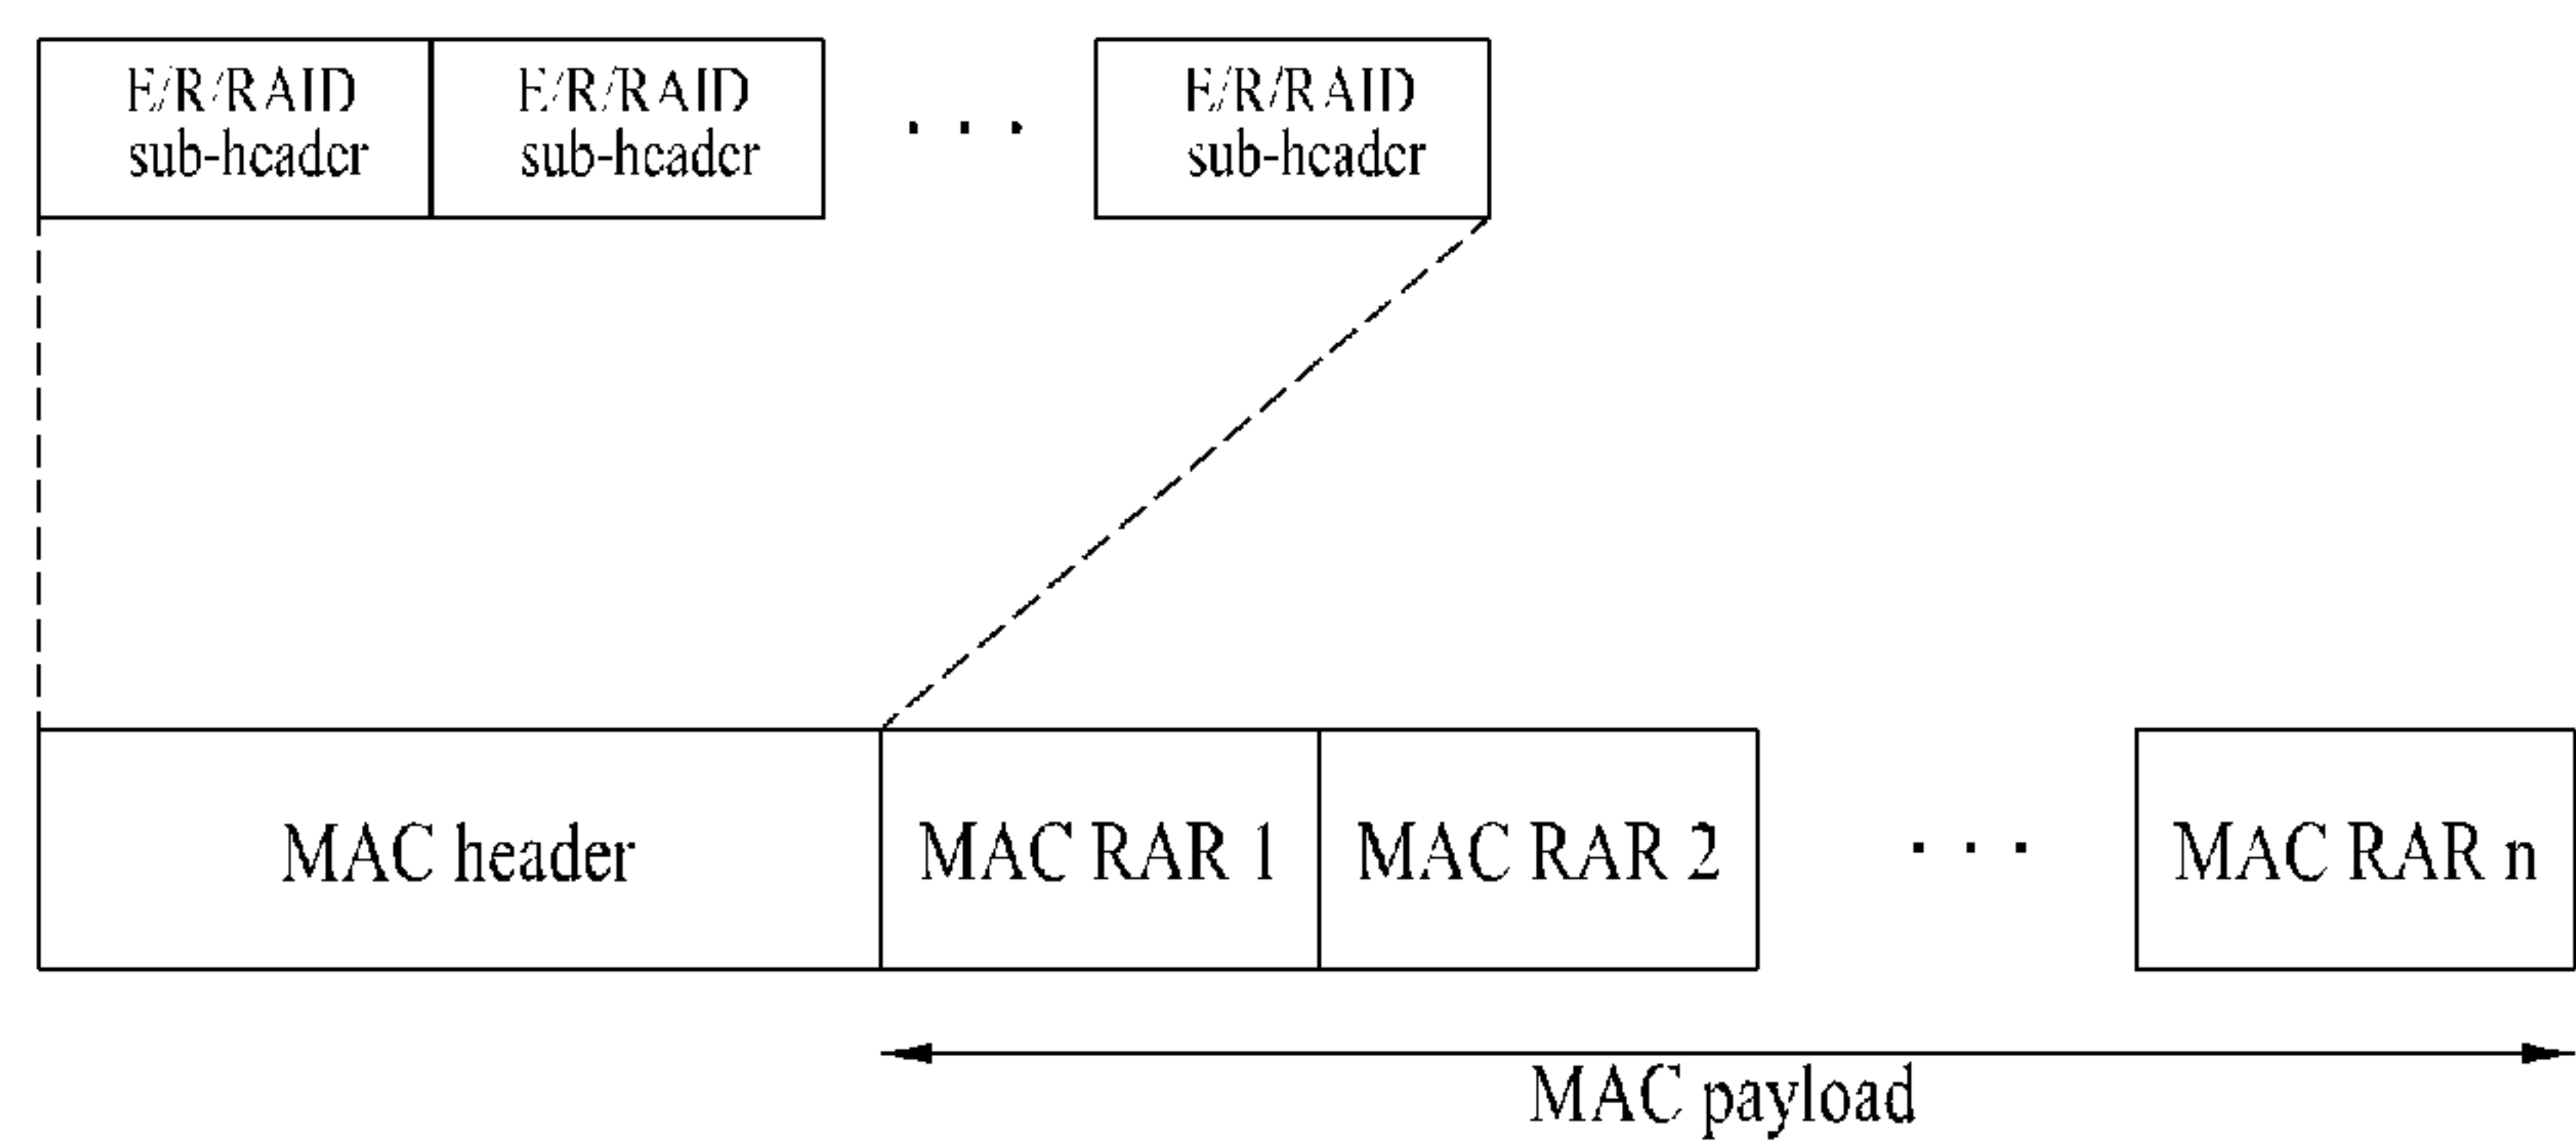 E/R/RAID
sub-header
E/R/RAID
sub-header
. . .
E/R/RAID
sub-header
MAC header
MAC RAR 1
MAC RAR 2
. . .
MAC RAR n
MAC payload